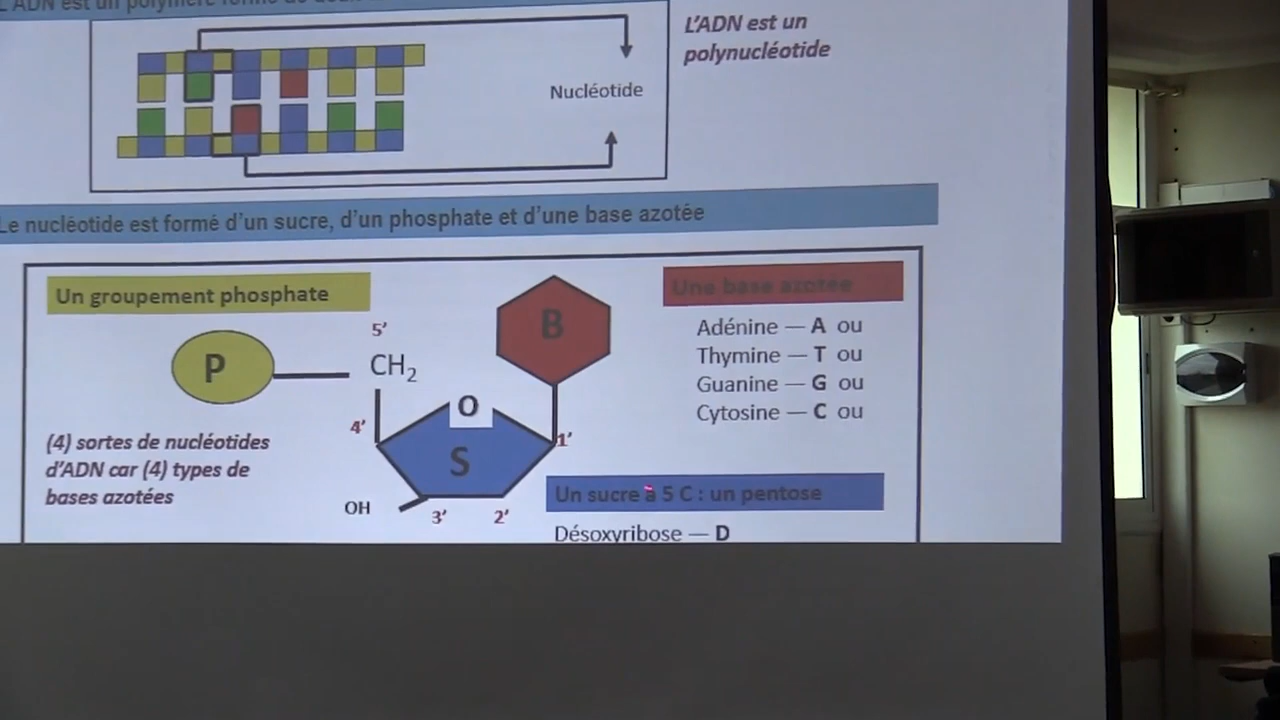 L'ADN est un polymère formé de deux
L'ADN est un
polynucléotide
Nucléotide
Le nucléotide est formé d'un sucre, d'un phosphate et d'une base azotée
Un groupement phosphate
Une base azotée
5'
B
Adénine — A ou
P
CH2
Thymine — T ou
Guanine — G ou
O
Cytosine — C ou
4'
1'
(4) sortes de nucléotides
d'ADN car (4) types de
bases azotées
S
Un sucre à 5 C : un pentose
OH
3'
2'
Désoxyribose — D